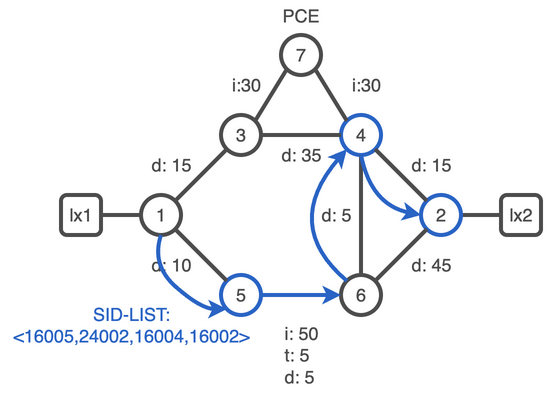 PCE
7
i:30
i:30
3
4
d: 35
d: 15
d: 15
lx1
1
d: 5
2
lx2
d: 10
d: 45
5
6
SID-LIST:
<16005,24002,16004,16002>
i: 50
t: 5
d: 5